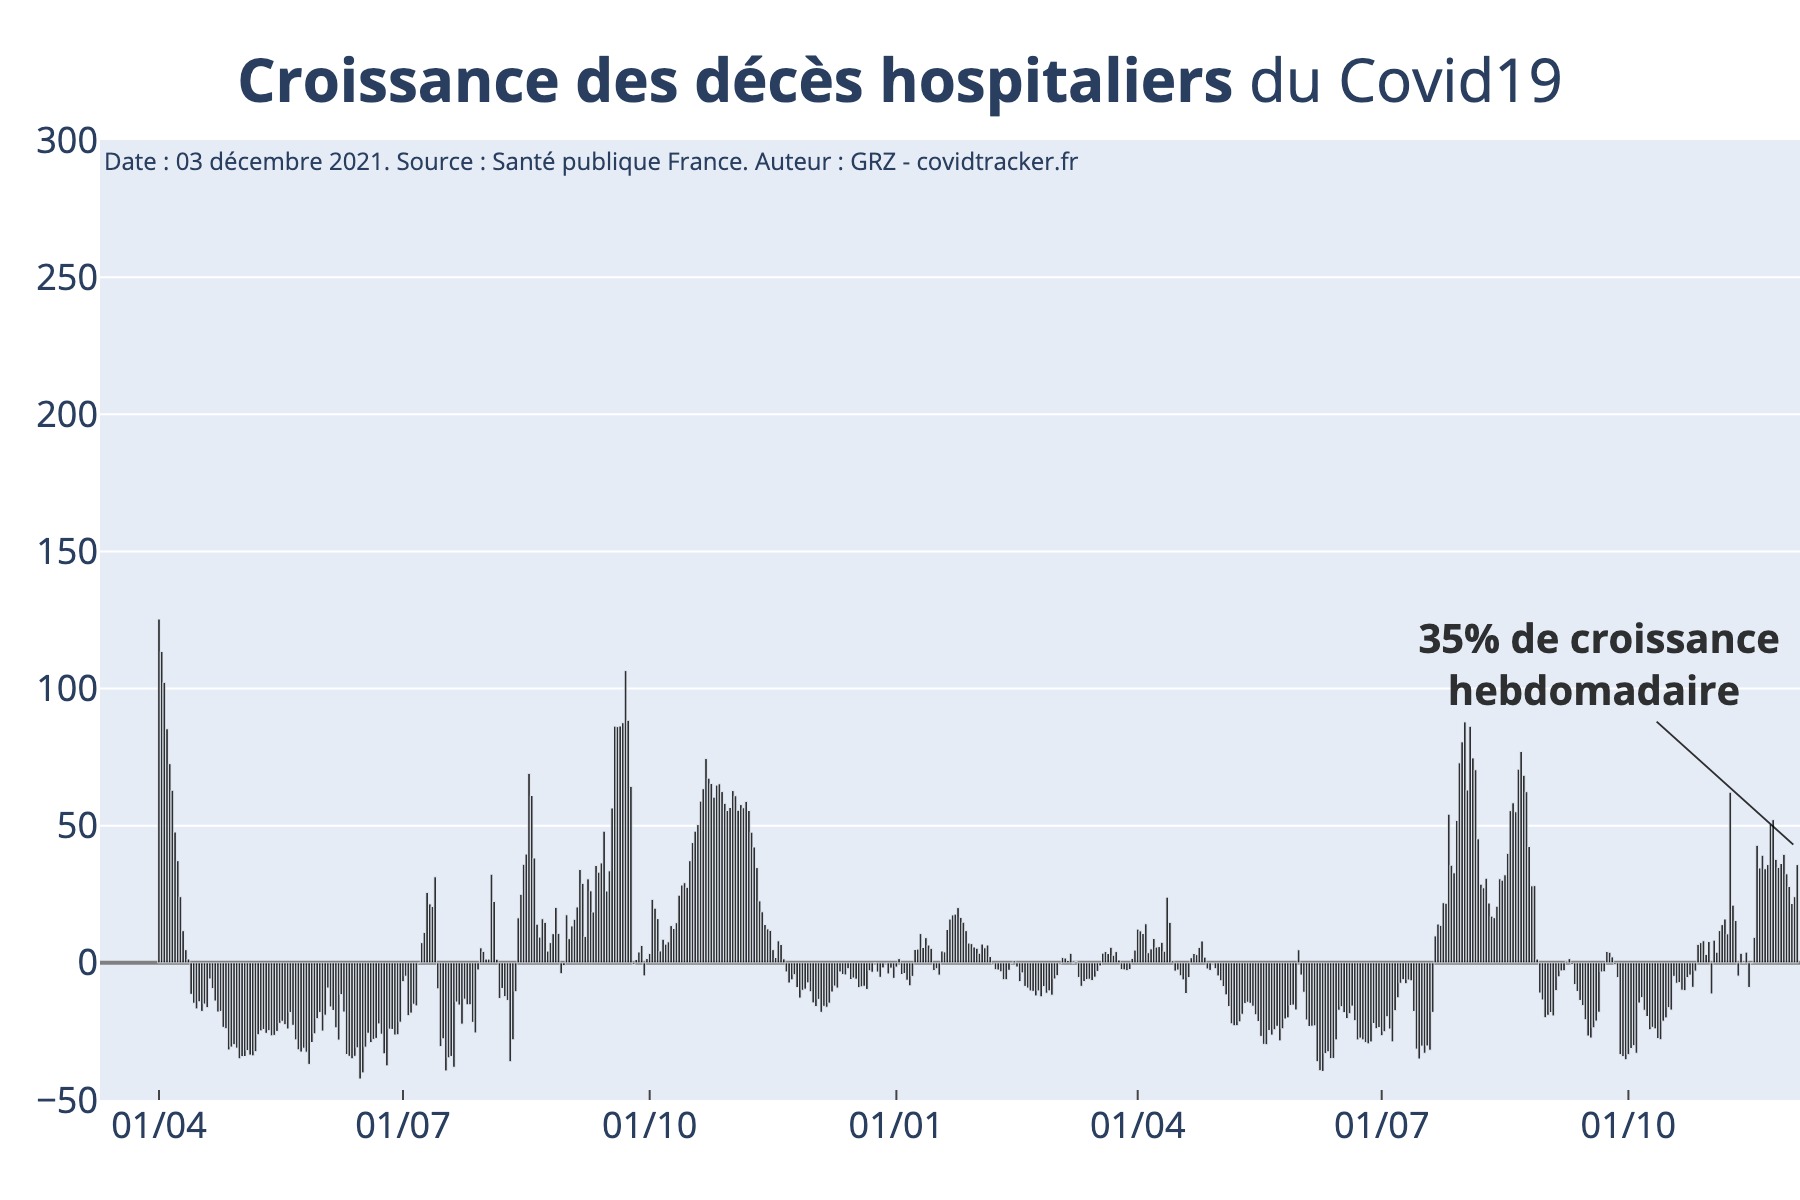 Croissance des décès hospitaliers du Covid19
300
Date : 03 décembre 2021. Source : Santé publique France. Auteur : GRZ - covidtracker.fr
250
200
150
35% de croissance
hebdomadaire
100
50
0
−50
01/04 01/07 01/10 01/01 01/04 01/07 01/10